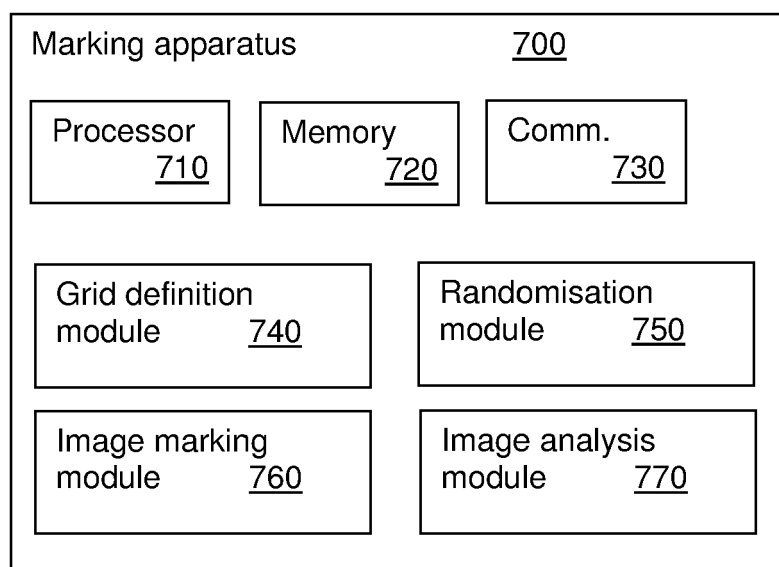 Marking apparatus 700
Processor
710
Memory
720
Comm.
730
Grid definition
module 740
Randomisation
module 750
Image marking
module 760
Image analysis
module 770